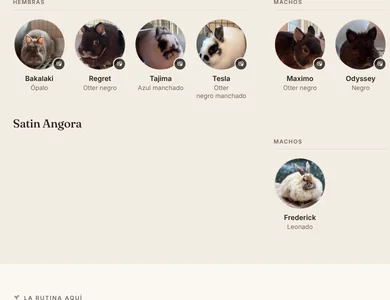 HEMBRAS
MACHOS
Bakalaki
Ópalo
Regret
Otter negro
Tajima
Azul manchado
Tesla
Otter
negro manchado
Maximo
Otter negro
Odyssey
Negro
Satin Angora
MACHOS
Frederick
Leonado
LA RUTINA AQUÍ